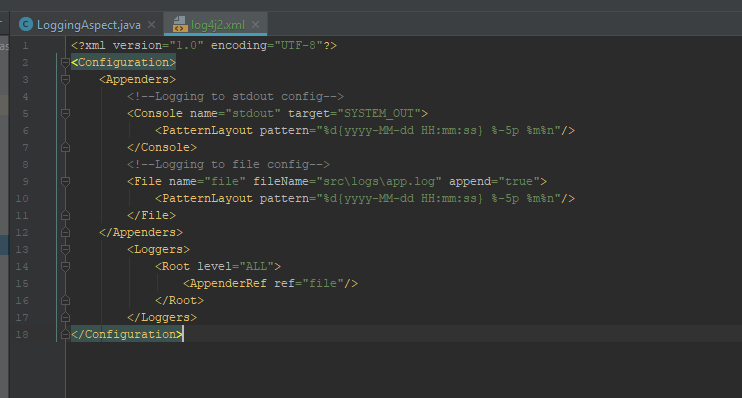 LoggingAspect.java log4j2.xml
1 <?xml version="1.0" encoding="UTF-8"?>
2 <Configuration>
3 <Appenders>
4 <!--Logging to stdout config-->
5 <Console name="stdout" target="SYSTEM_OUT">
6 <PatternLayout pattern="%d{yyyy-MM-dd HH:mm:ss} %-5p %m%n"/>
7 </Console>
8 <!--Logging to file config-->
9 <File name="file" fileName="src\logs\app.log" append="true">
10 <PatternLayout pattern="%d{yyyy-MM-dd HH:mm:ss} %-5p %m%n"/>
11 </File>
12 </Appenders>
13 <Loggers>
14 <Root level="ALL">
15 <AppenderRef ref="file"/>
16 </Root>
17 </Loggers>
18 </Configuration>